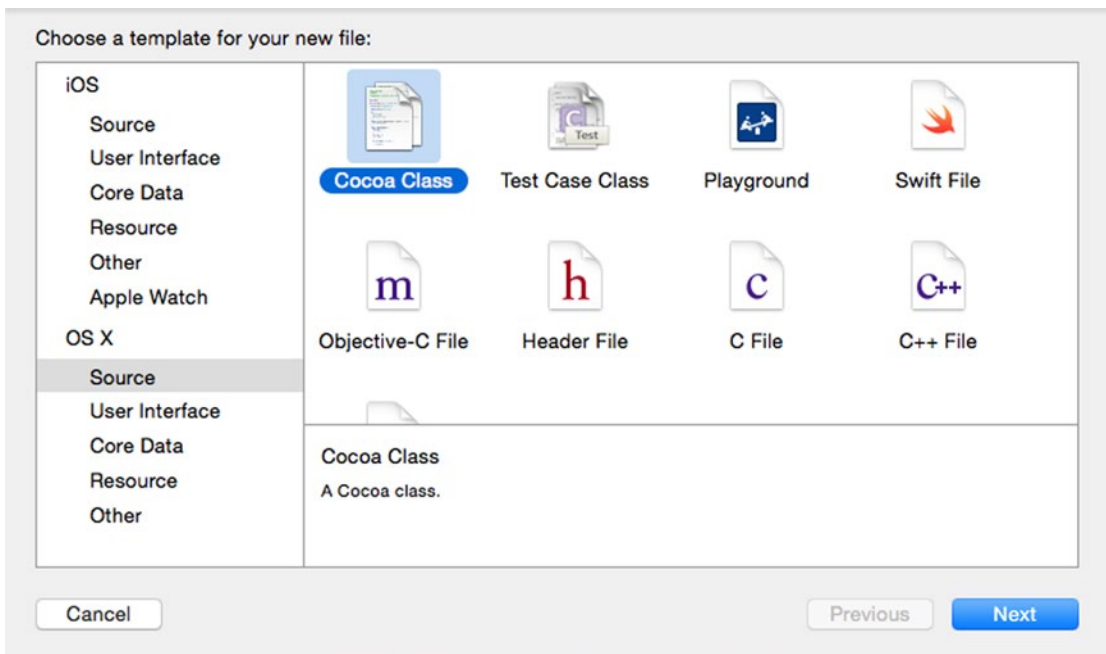 Choose a template for your new file:
iOS
Source
User Interface
Core Data
Resource
Other
Apple Watch
OS X
Source
User Interface
Core Data
Resource
Other
C
Test
Cocoa Class
Test Case Class
Playground
Swift File
m
h
c
C++
Objective-C File
Header File
C File
C++ File
Cocoa Class
A Cocoa class.
Cancel
Previous
Next